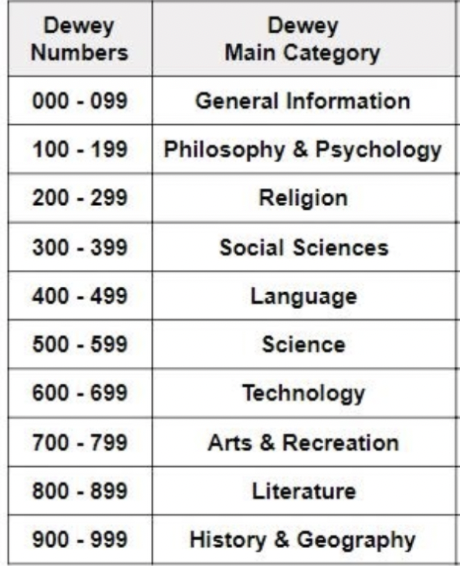 Dewey Numbers
Dewey Main Category
000 - 099 General Information
100 - 199 Philosophy & Psychology
200 - 299 Religion
300 - 399 Social Sciences
400 - 499 Language
500 - 599 Science
600 - 699 Technology
700 - 799 Arts & Recreation
800 - 899 Literature
900 - 999 History & Geography